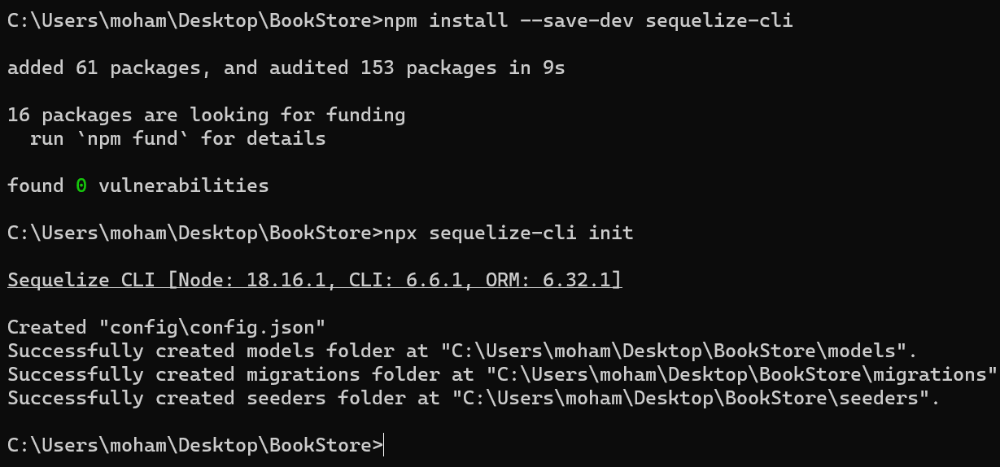 C:\Users\moham\Desktop\BookStore>npm install --save-dev sequelize-cli
added 61 packages, and audited 153 packages in 9s
16 packages are looking for funding
  run `npm fund` for details
found 0 vulnerabilities
C:\Users\moham\Desktop\BookStore>npx sequelize-cli init
Sequelize CLI [Node: 18.16.1, CLI: 6.6.1, ORM: 6.32.1]
Created "config\config.json"
Successfully created models folder at "C:\Users\moham\Desktop\BookStore\models".
Successfully created migrations folder at "C:\Users\moham\Desktop\BookStore\migrations"
Successfully created seeders folder at "C:\Users\moham\Desktop\BookStore\seeders".
C:\Users\moham\Desktop\BookStore>